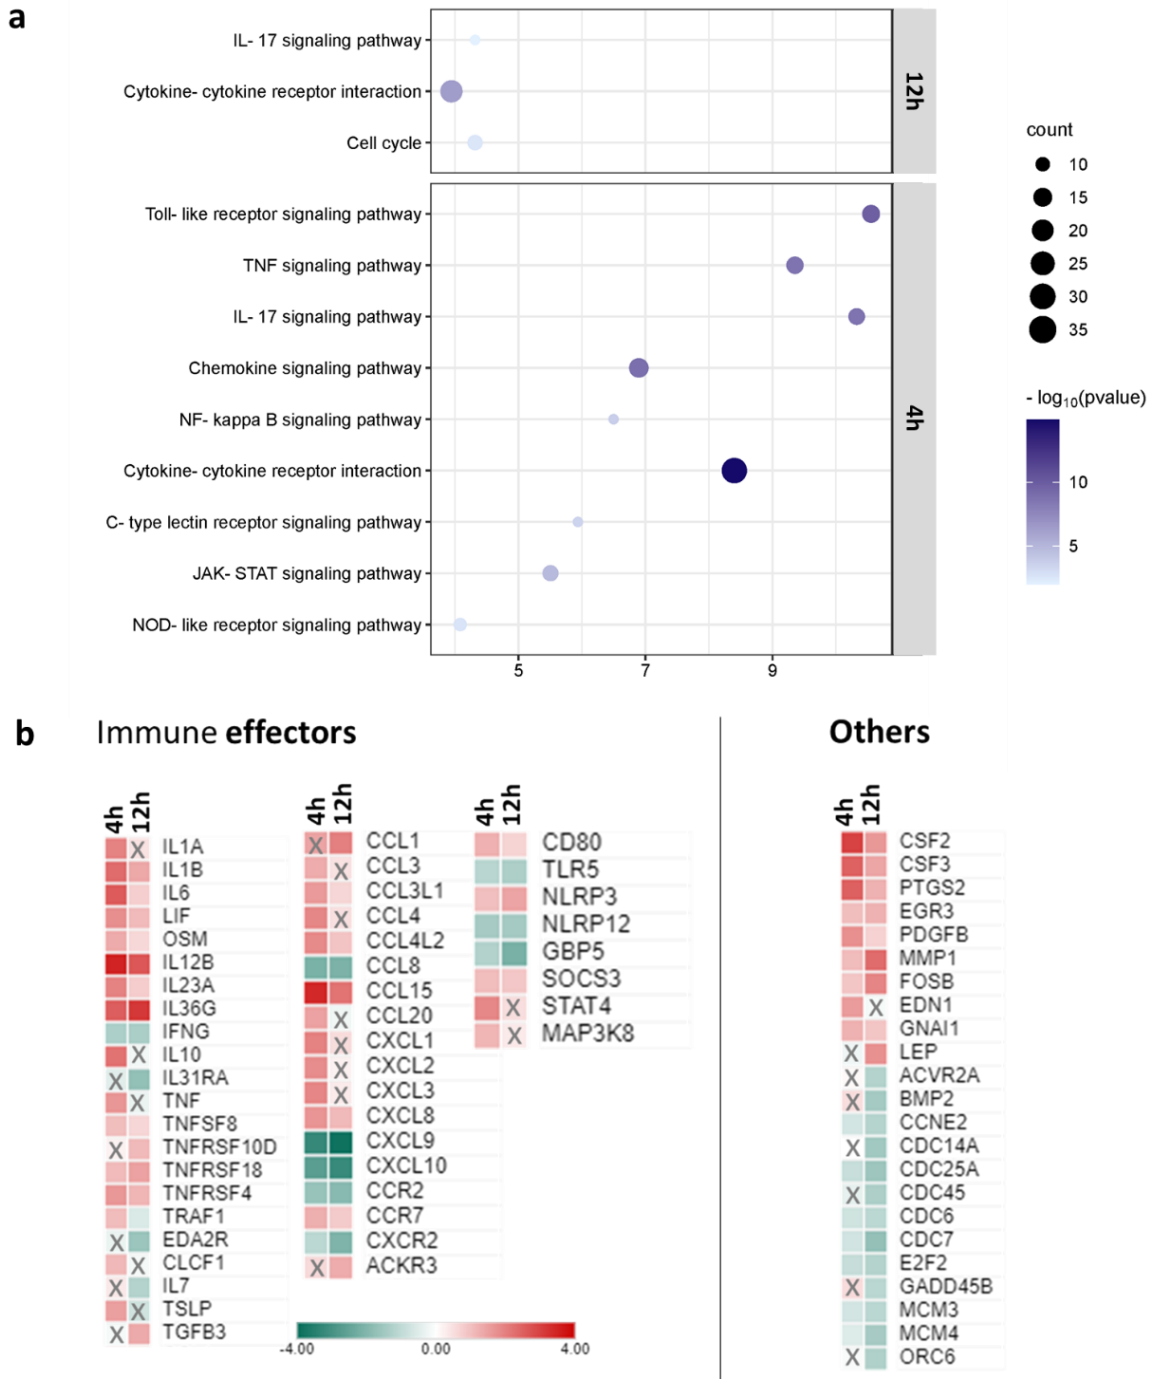 a
IL- 17 signaling pathway
Cytokine- cytokine receptor interaction
Cell cycle
12h
Toll- like receptor signaling pathway
TNF signaling pathway
IL- 17 signaling pathway
Chemokine signaling pathway
NF- kappa B signaling pathway
Cytokine- cytokine receptor interaction
C- type lectin receptor signaling pathway
JAK- STAT signaling pathway
NOD- like receptor signaling pathway
4h
5 7 9
count
10
15
20
25
30
35
- log10(pvalue)
10
5
b
Immune effectors
4h 12h
IL1A
X
IL1B
IL6
LIF
OSM
IL12B
IL23A
IL36G
IFNG
X IL10
X IL31RA
X TNF
TNFSF8
X TNFRSF10D
TNFRSF18
TNFRSF4
TRAF1
X EDA2R
X CLCF1
X IL7
X TSLP
X TGFB3
4h 12h
X CCL1
X CCL3
CCL3L1
X CCL4
CCL4L2
CCL8
CCL15
X CCL20
X CXCL1
X CXCL2
X CXCL3
CXCL8
CXCL9
CXCL10
CCR2
CCR7
CXCR2
X ACKR3
4h 12h
CD80
TLR5
NLRP3
NLRP12
GBP5
SOCS3
X STAT4
X MAP3K8
-4.00 0.00 4.00
Others
4h 12h
CSF2
CSF3
PTGS2
EGR3
PDGFB
MMP1
FOSB
X EDN1
GNAI1
X LEP
X ACVR2A
X BMP2
CCNE2
X CDC14A
CDC25A
X CDC45
CDC6
CDC7
E2F2
X GADD45B
MCM3
MCM4
X ORC6